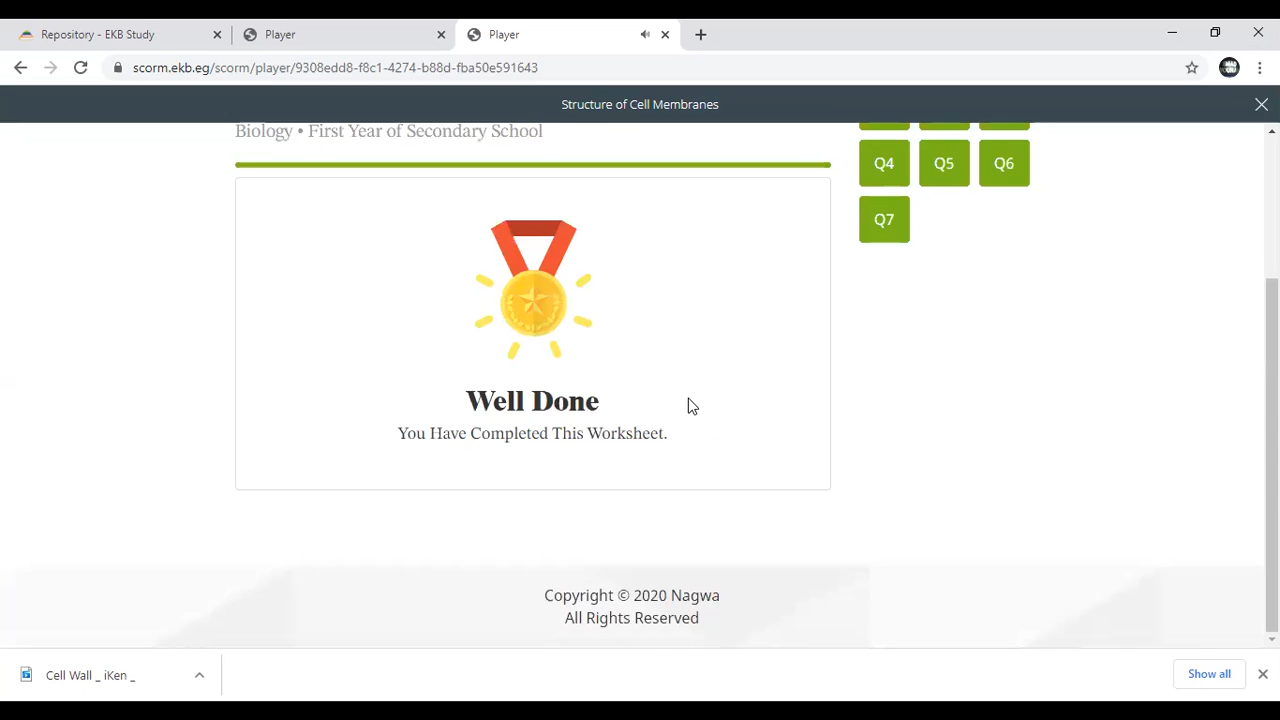 Repository - EKB Study
Player
Player
scorm.ekb.eg/scorm/player/9308edd8-f8c1-4274-b88d-fba50e591643
Structure of Cell Membranes
Biology • First Year of Secondary School
Q4 Q5 Q6
Q7
Well Done
You Have Completed This Worksheet.
Copyright © 2020 Nagwa
All Rights Reserved
Cell Wall _ iKen _
Show all